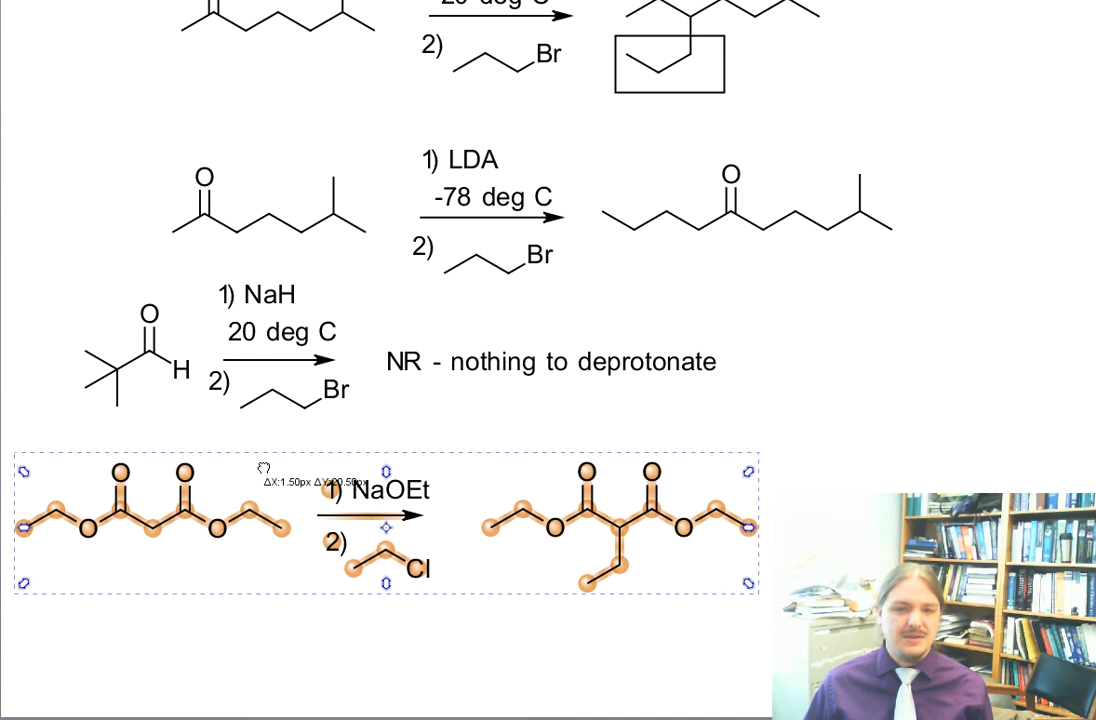 20 deg C
2)
Br
1) LDA
O
-78 deg C
O
2)
Br
1) NaH
O
20 deg C
H
NR - nothing to deprotonate
2)
Br
O O
O O
1) NaOEt
O O
O O
2)
Cl